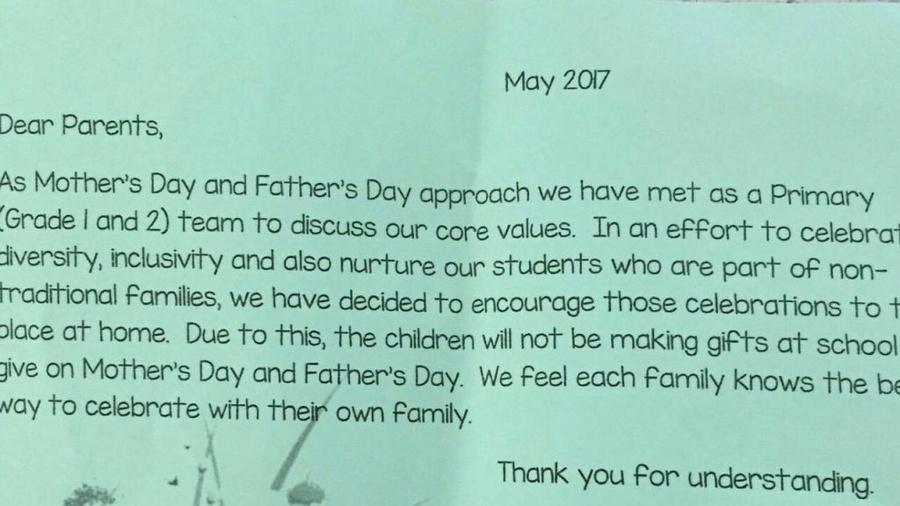 May 2017
Dear Parents,
As Mother's Day and Father's Day approach we have met as a Primary
(Grade 1 and 2) team to discuss our core values. In an effort to celebrat
diversity, inclusivity and also nurture our students who are part of non-
traditional families, we have decided to encourage those celebrations to t
place at home. Due to this, the children will not be making gifts at school
give on Mother's Day and Father's Day. We feel each family knows the be
way to celebrate with their own family.
Thank you for understanding.